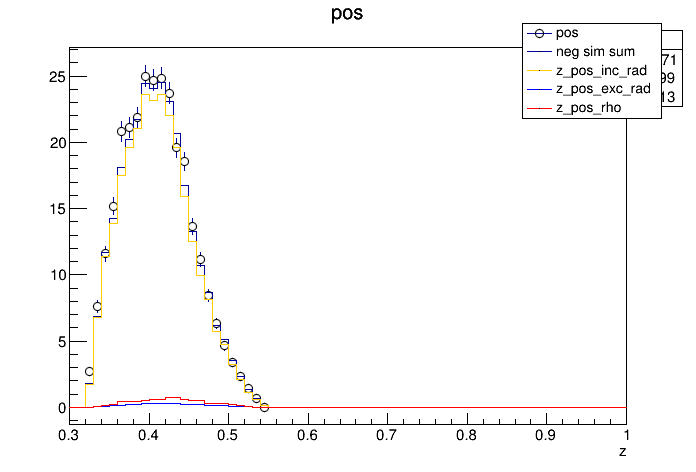 pos
pos
neg sim sum
z_pos_inc_rad
z_pos_exc_rad
z_pos_rho
71
99
13
25
20
15
10
5
0
0.3 0.4 0.5 0.6 0.7 0.8 0.9 1
z